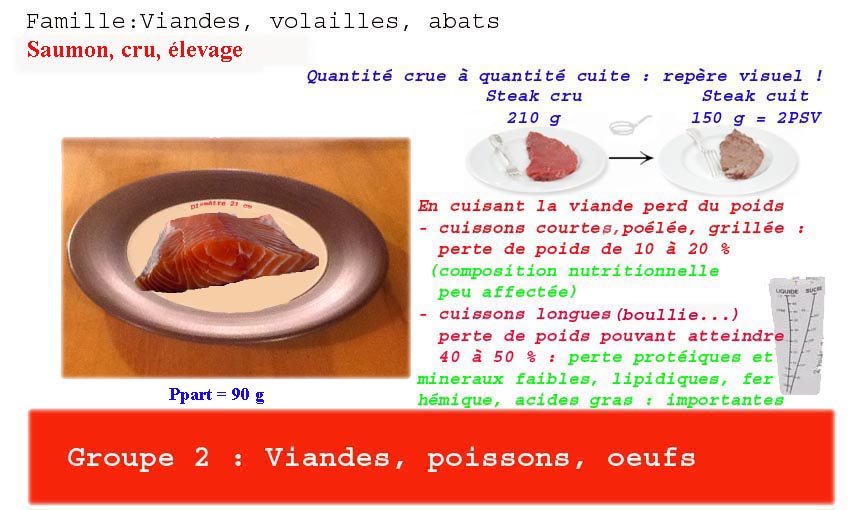 Famille:Viandes, volailles, abats
Saumon, cru, élevage
Quantité crue à quantité cuite : repère visuel !
Steak cru
210 g
Steak cuit
150 g = 2PSV
Diamètre 21 cm
En cuisant la viande perd du poids
- cuissons courtes,poélée, grillée :
perte de poids de 10 à 20 %
(composition nutritionnelle
peu affectée)
- cuissons longues(boullie...)
perte de poids pouvant atteindre
40 à 50 % : perte protéiques et
mineraux faibles, lipidiques, fer
hémique, acides gras : importantes
LIQUIDE SUCRE
Ppart = 90 g
Groupe 2 : Viandes, poissons, oeufs